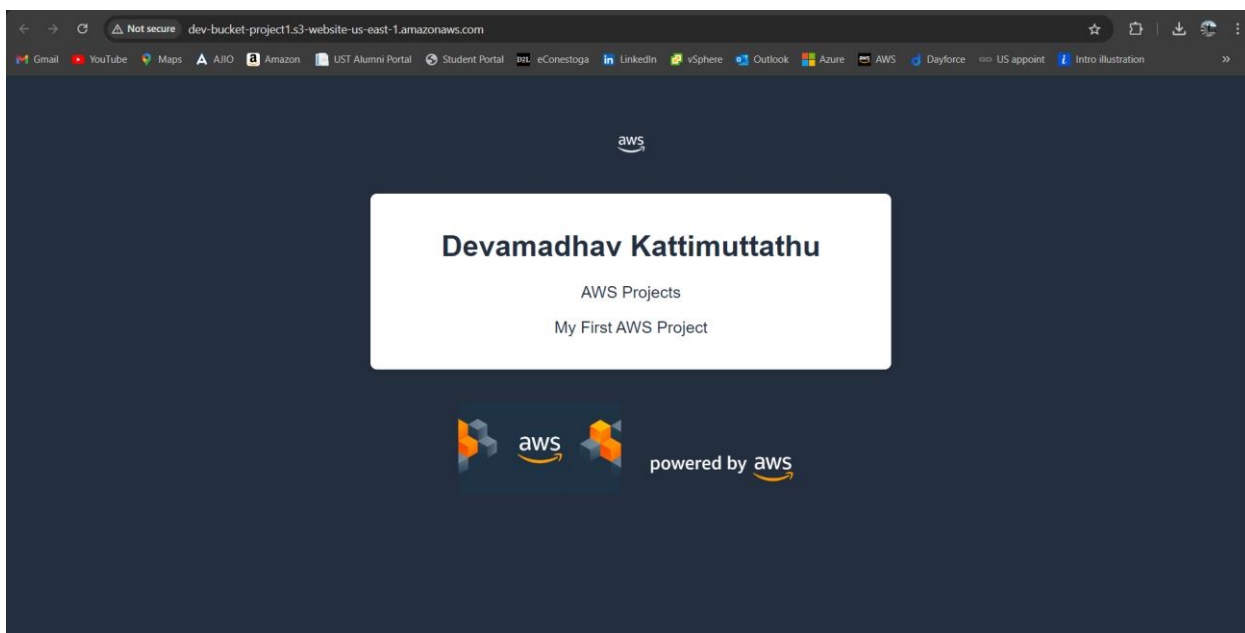 Not secure dev-bucket-project1.s3-website-us-east-1.amazonaws.com
Gmail YouTube Maps AJIO Amazon UST Alumni Portal Student Portal D2L eConestoga LinkedIn vSphere Outlook Azure AWS Dayforce US appoint Intro illustration »
aws
Devamadhav Kattimuttathu
AWS Projects
My First AWS Project
aws
powered by aws